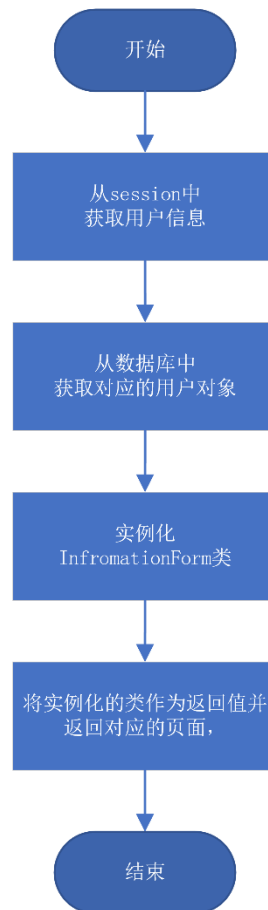 开始
从session中
获取用户信息
从数据库中
获取对应的用户对象
实例化
InfromationForm类
将实例化的类作为返回值并
返回对应的页面,
结束